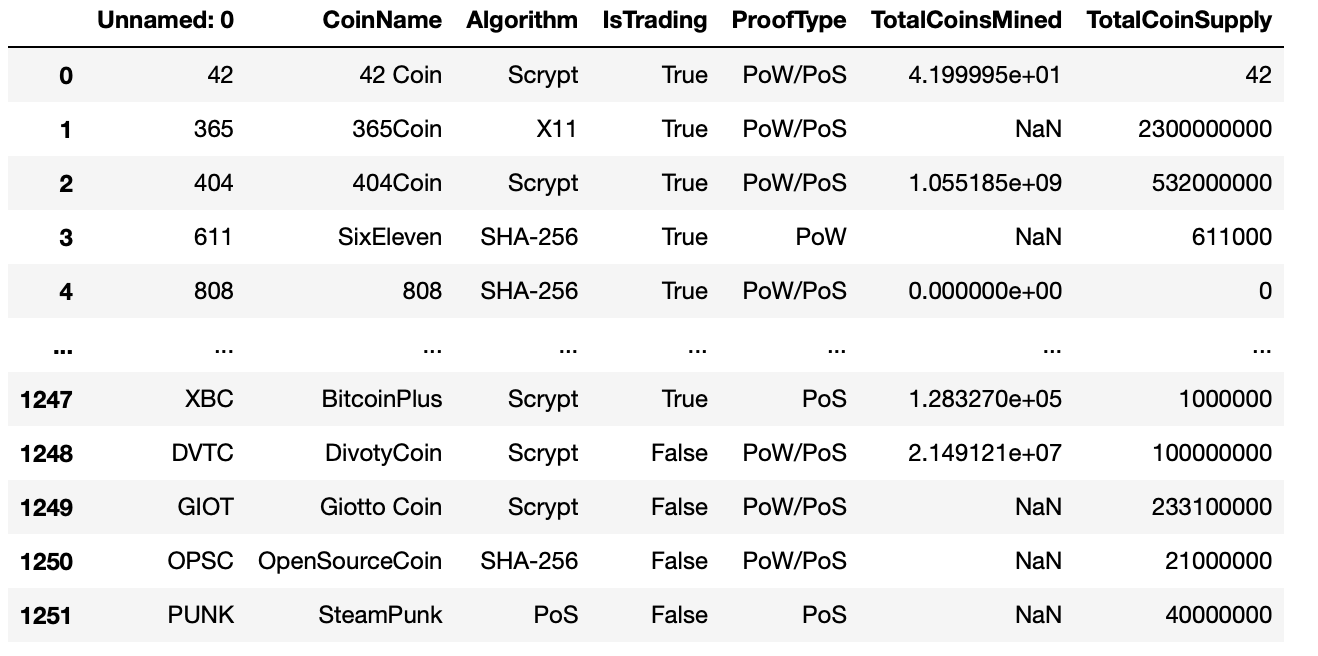 Unnamed: 0 CoinName Algorithm IsTrading ProofType TotalCoinsMined TotalCoinSupply
0 42 42 Coin Scrypt True PoW/PoS 4.199995e+01 42
1 365 365Coin X11 True PoW/PoS NaN 2300000000
2 404 404Coin Scrypt True PoW/PoS 1.055185e+09 532000000
3 611 SixEleven SHA-256 True PoW NaN 611000
4 808 808 SHA-256 True PoW/PoS 0.000000e+00 0
... ... ... ... ... ... ... ...
1247 XBC BitcoinPlus Scrypt True PoS 1.283270e+05 1000000
1248 DVTC DivotyCoin Scrypt False PoW/PoS 2.149121e+07 100000000
1249 GIOT Giotto Coin Scrypt False PoW/PoS NaN 233100000
1250 OPSC OpenSourceCoin SHA-256 False PoW/PoS NaN 21000000
1251 PUNK SteamPunk PoS False PoS NaN 40000000